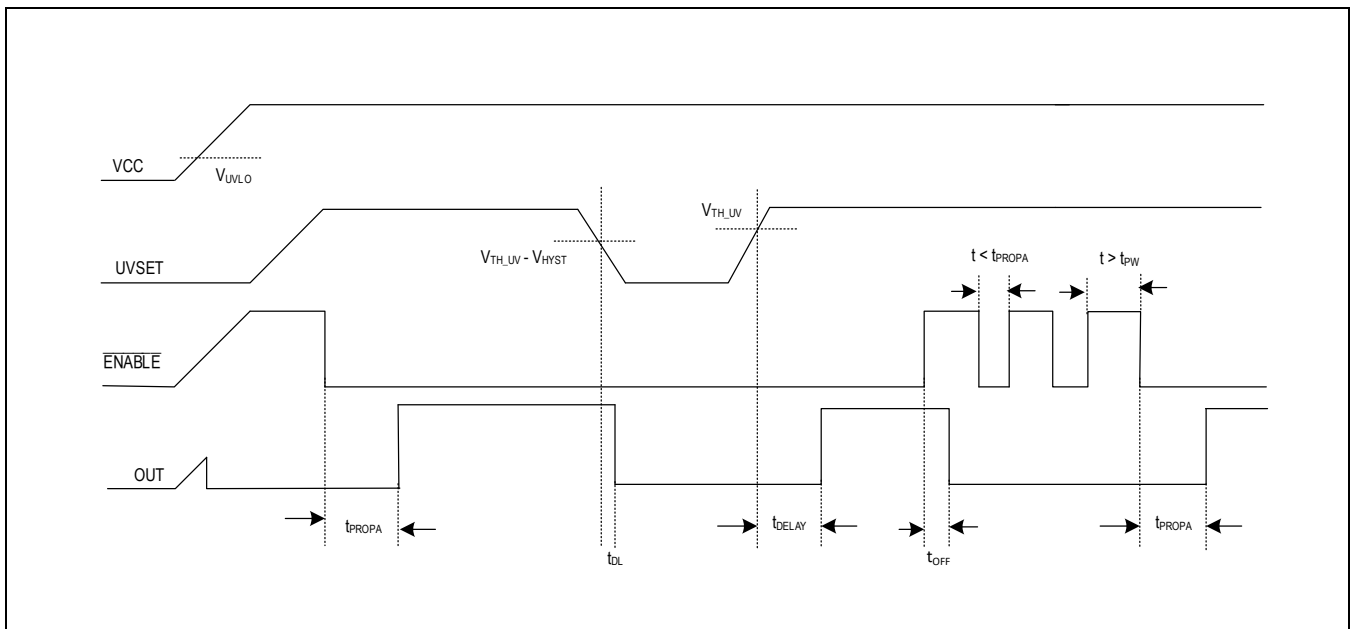 VCC
VUVLO
VTH_UV
UVSET
VTH_UV - VHYST
t < tPROPA
t > tPW
ENABLE
OUT
tPROPA
tDL
tDELAY
tOFF
tPROPA